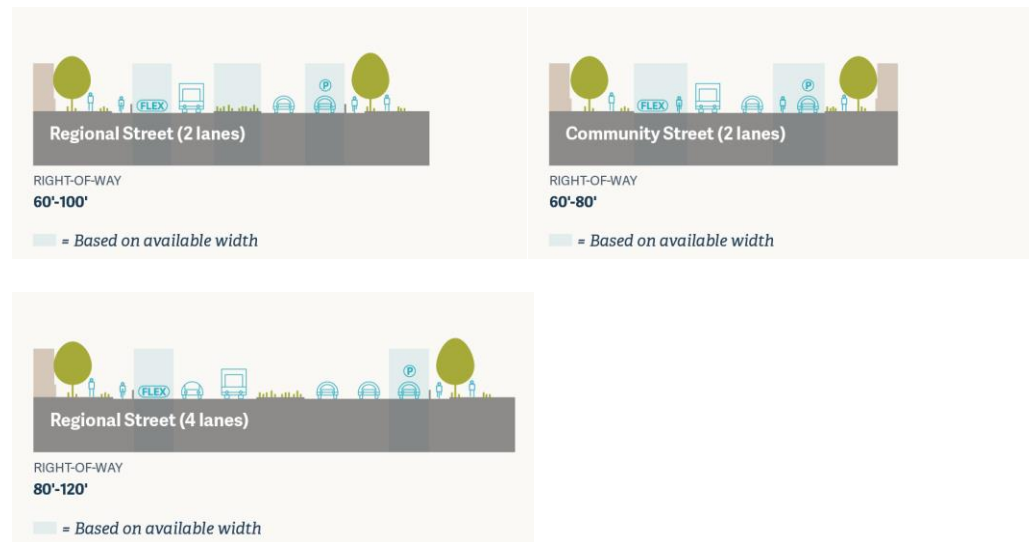 P
FLEX
Regional Street (2 lanes)
RIGHT-OF-WAY
60'-100'
= Based on available width
P
FLEX
Community Street (2 lanes)
RIGHT-OF-WAY
60'-80'
= Based on available width
P
FLEX
Regional Street (4 lanes)
RIGHT-OF-WAY
80'-120'
= Based on available width